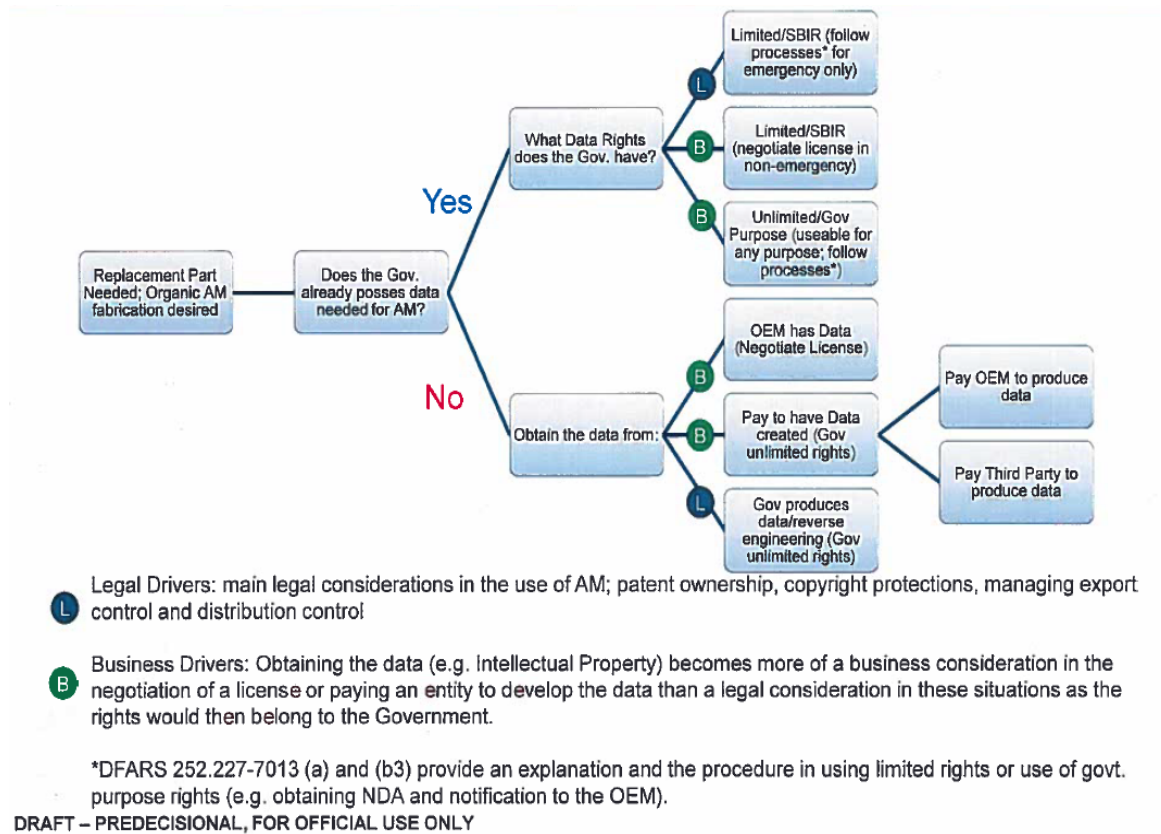 Limited/SBIR (follow
processes* for
emergency only)
L
What Data Rights
does the Gov. have?
B
Limited/SBIR
(negotiate license in
non-emergency)
Yes
B
Unlimited/Gov
Purpose (useable for
any purpose; follow
processes*)
Replacement Part
Needed; Organic AM
fabrication desired
Does the Gov.
already posses data
needed for AM?
No
OEM has Data
(Negotiate License)
B
Obtain the data from:
B
Pay to have Data
created (Gov
unlimited rights)
Pay OEM to produce
data
Pay Third Party to
produce data
L
Gov produces
data/reverse
engineering (Gov
unlimited rights)
L
Legal Drivers: main legal considerations in the use of AM; patent ownership, copyright protections, managing export
control and distribution control
B
Business Drivers: Obtaining the data (e.g. Intellectual Property) becomes more of a business consideration in the
negotiation of a license or paying an entity to develop the data than a legal consideration in these situations as the
rights would then belong to the Government.
*DFARS 252.227-7013 (a) and (b3) provide an explanation and the procedure in using limited rights or use of govt.
purpose rights (e.g. obtaining NDA and notification to the OEM).
DRAFT – PREDECISIONAL, FOR OFFICIAL USE ONLY